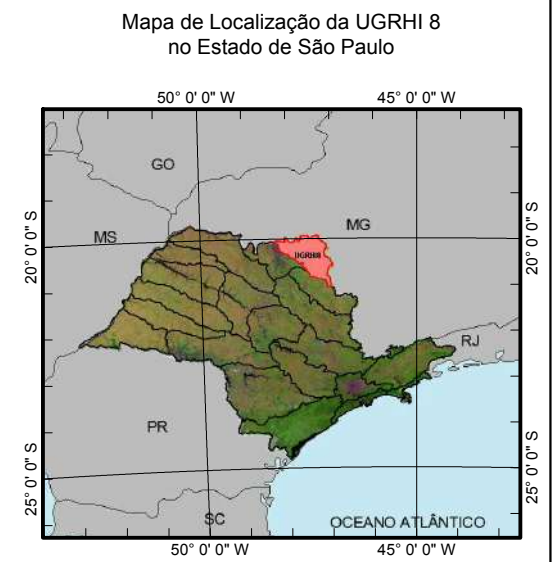 Mapa de Localização da UGRHI 8
no Estado de São Paulo
50° 0' 0" W
45° 0' 0" W
GO
MG
MS
20° 0' 0" S
20° 0' 0" S
UGRHI8
RJ
PR
25° 0' 0" S
25° 0' 0" S
SC
OCEANO ATLÂNTICO
50° 0' 0" W
45° 0' 0" W